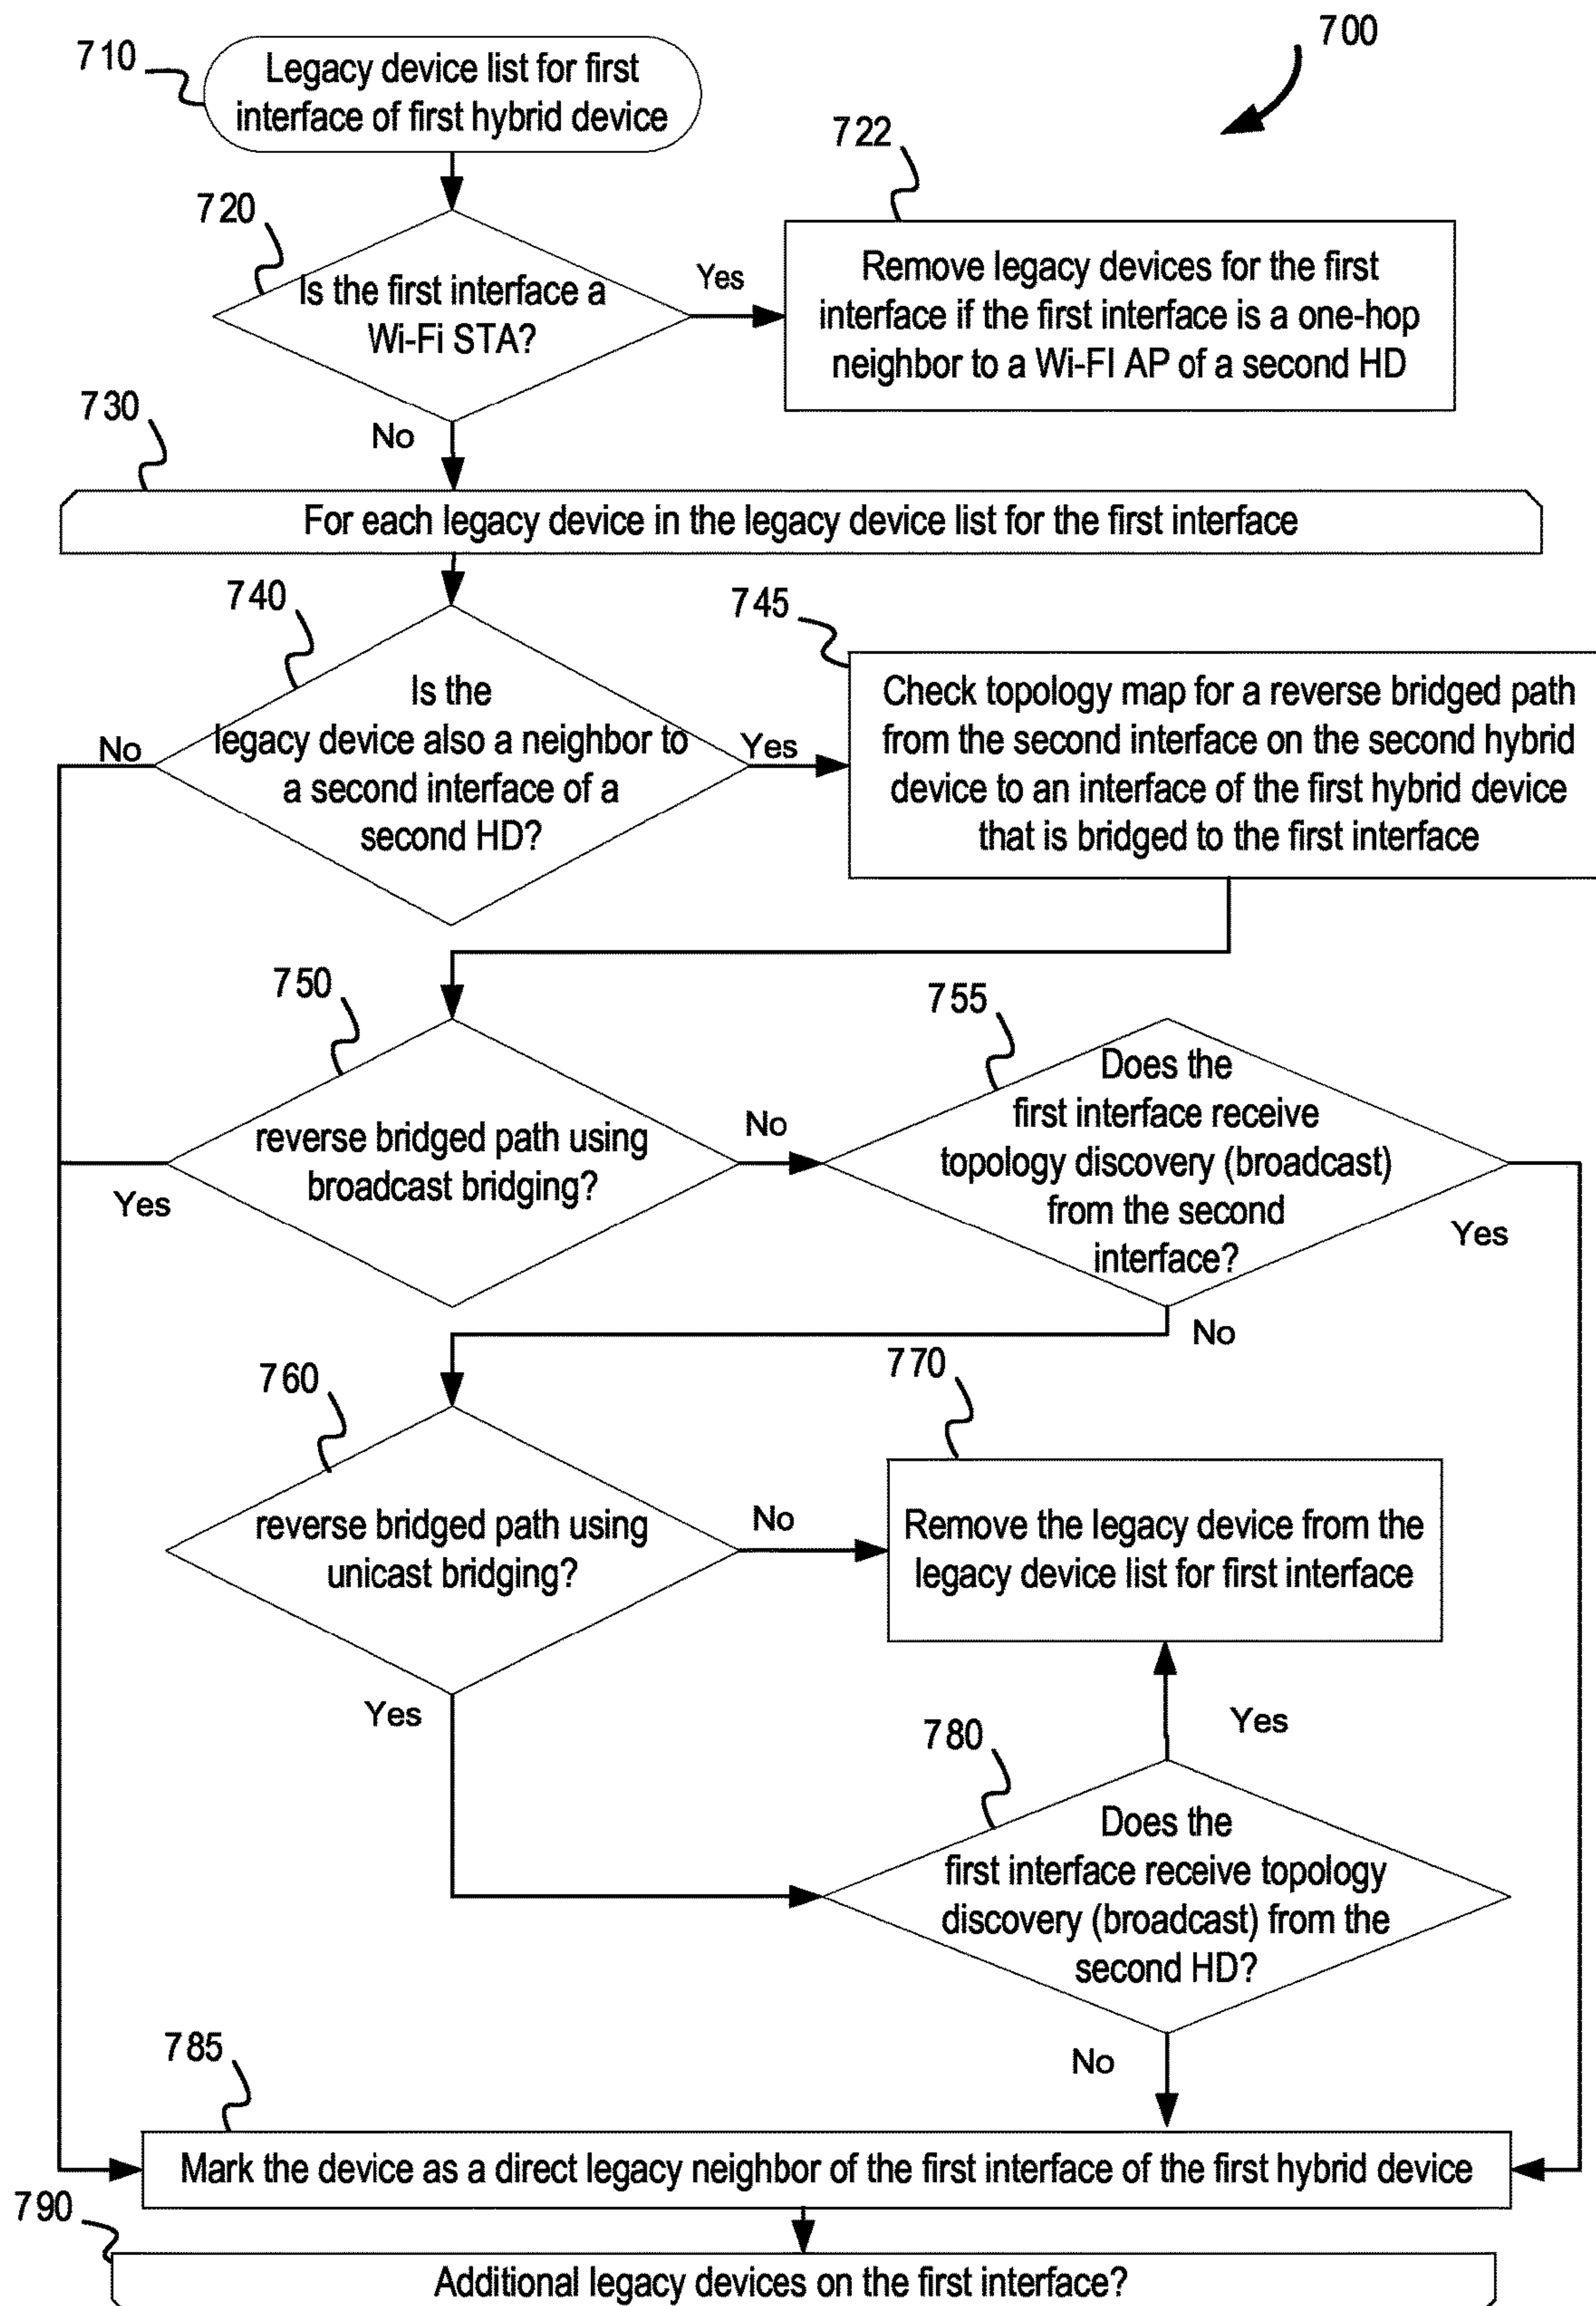 700
710
Legacy device list for first
interface of first hybrid device
722
720
Is the first interface a
Wi-Fi STA?
Yes
Remove legacy devices for the first
interface if the first interface is a one-hop
neighbor to a Wi-FI AP of a second HD
No
730
For each legacy device in the legacy device list for the first interface
740
745
Is the
legacy device also a neighbor to
a second interface of a
second HD?
No
Yes
Check topology map for a reverse bridged path
from the second interface on the second hybrid
device to an interface of the first hybrid device
that is bridged to the first interface
750
755
reverse bridged path using
broadcast bridging?
Yes
No
Does the
first interface receive
topology discovery (broadcast)
from the second
interface?
Yes
No
760
770
reverse bridged path using
unicast bridging?
No
Remove the legacy device from the
legacy device list for first interface
Yes
780
Yes
Does the
first interface receive topology
discovery (broadcast) from the
second HD?
No
785
Mark the device as a direct legacy neighbor of the first interface of the first hybrid device
790
Additional legacy devices on the first interface?